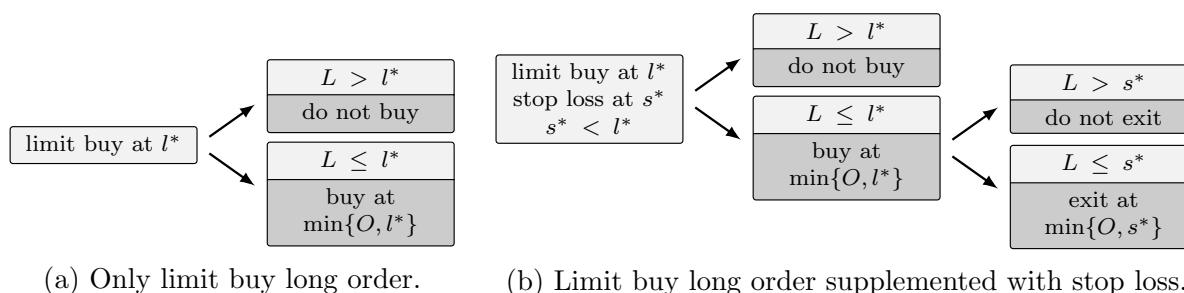 limit buy at l*
L > l*
do not buy
L ≤ l*
buy at
min{O, l*}
(a) Only limit buy long order.
limit buy at l*
stop loss at s*
s* < l*
L > l*
do not buy
L ≤ l*
buy at
min{O, l*}
L > s*
do not exit
L ≤ s*
exit at
min{O, s*}
(b) Limit buy long order supplemented with stop loss.